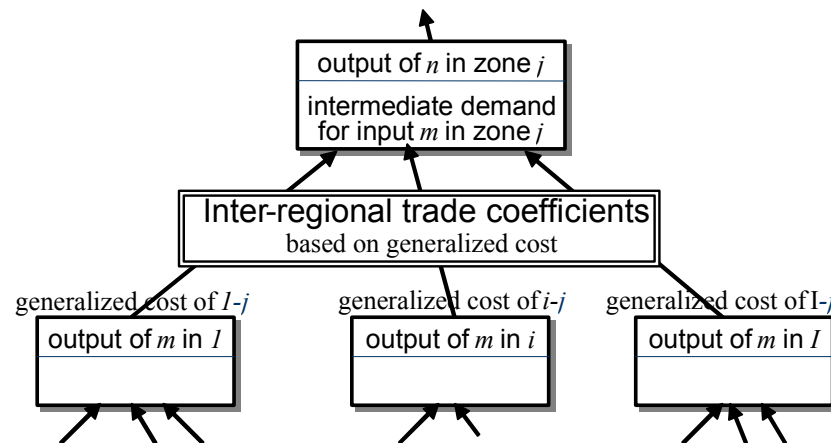 output of n in zone j
intermediate demand
for input m in zone j
Inter-regional trade coefficients
based on generalized cost
generalized cost of 1-j
generalized cost of i-j
generalized cost of I-j
output of m in 1
output of m in i
output of m in I